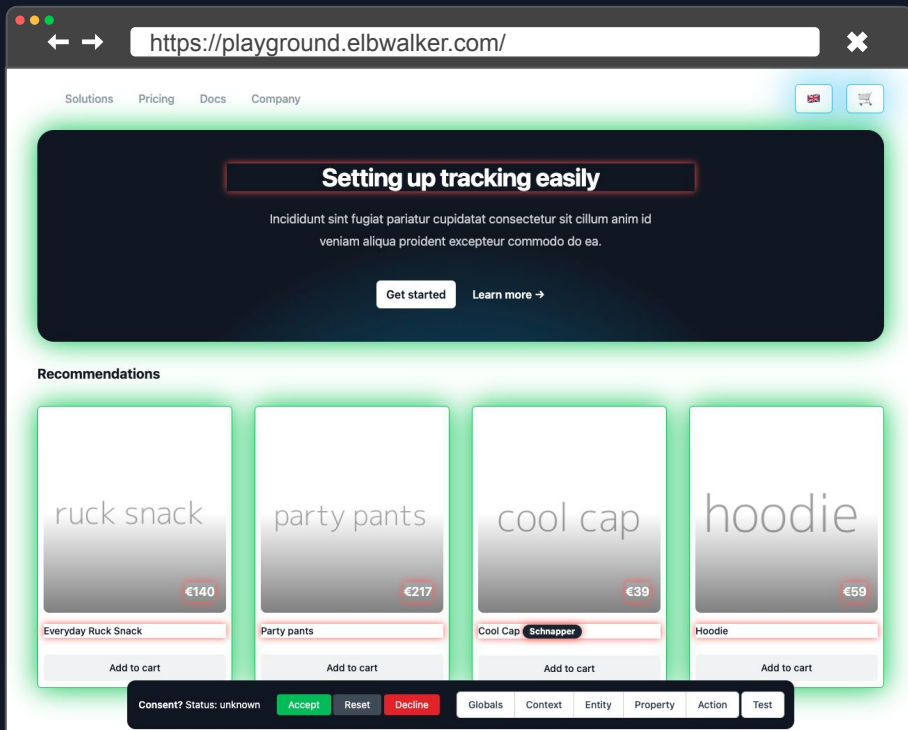 https://playground.elbwalker.com/
Solutions Pricing Docs Company
Setting up tracking easily
Incididunt sint fugiat pariatur cupidatat consectetur sit cillum anim id
veniam aliqua proident excepteur commodo do ea.
Get started Learn more →
Recommendations
ruck snack party pants cool cap hoodie
€140 €217 €39 €59
Everyday Ruck Snack Party pants Cool Cap Schnapper Hoodie
Add to cart Add to cart Add to cart Add to cart
Consent? Status: unknown Accept Reset Decline Globals Context Entity Property Action Test